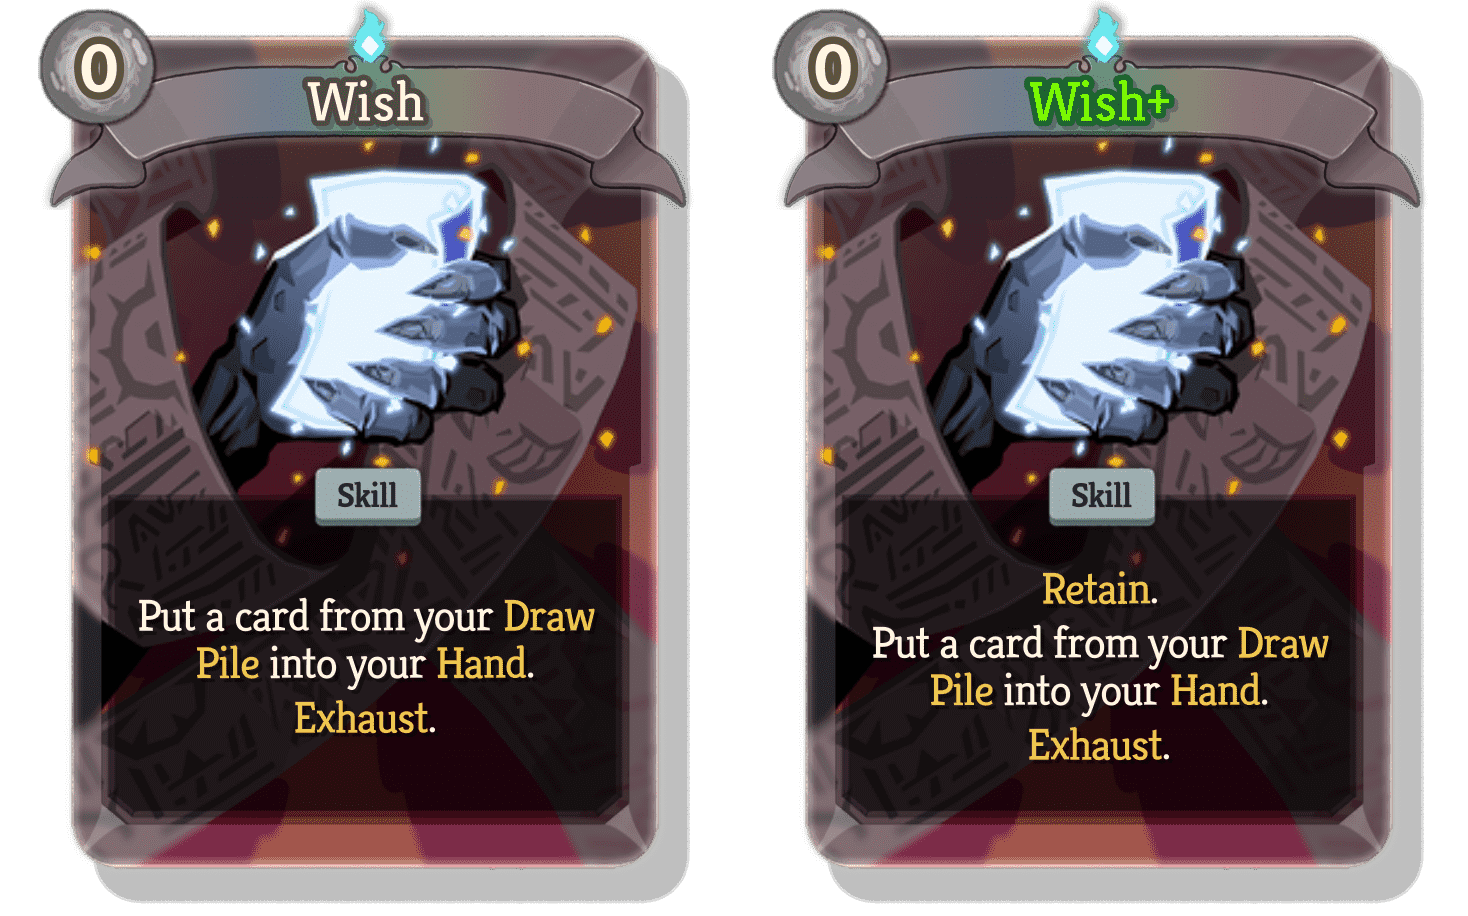 0
Wish
Skill
Put a card from your Draw
Pile into your Hand.
Exhaust.
0
Wish+
Skill
Retain.
Put a card from your Draw
Pile into your Hand.
Exhaust.